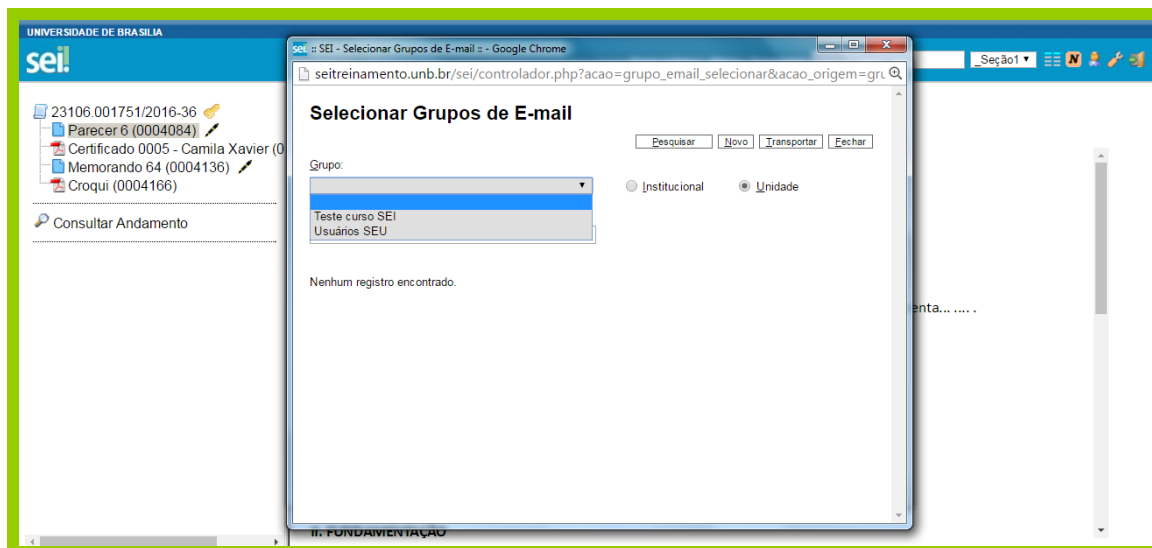 UNIVERSIDADE DE BRASILIA
sei!
_Seção1
N
23106.001751/2016-36
Parecer 6 (0004084)
Certificado 0005 - Camila Xavier (0
Memorando 64 (0004136)
Croqui (0004166)
Consultar Andamento
sei! :: SEI - Selecionar Grupos de E-mail :: - Google Chrome
seitreinamento.unb.br/sei/controlador.php?acao=grupo_email_selecionar&acao_origem=gru
Selecionar Grupos de E-mail
Pesquisar Novo Transportar Fechar
Grupo:
Institucional Unidade
Teste curso SEI
Usuários SEU
Nenhum registro encontrado.
enta... .... .
II. FUNDAMENTAÇÃO